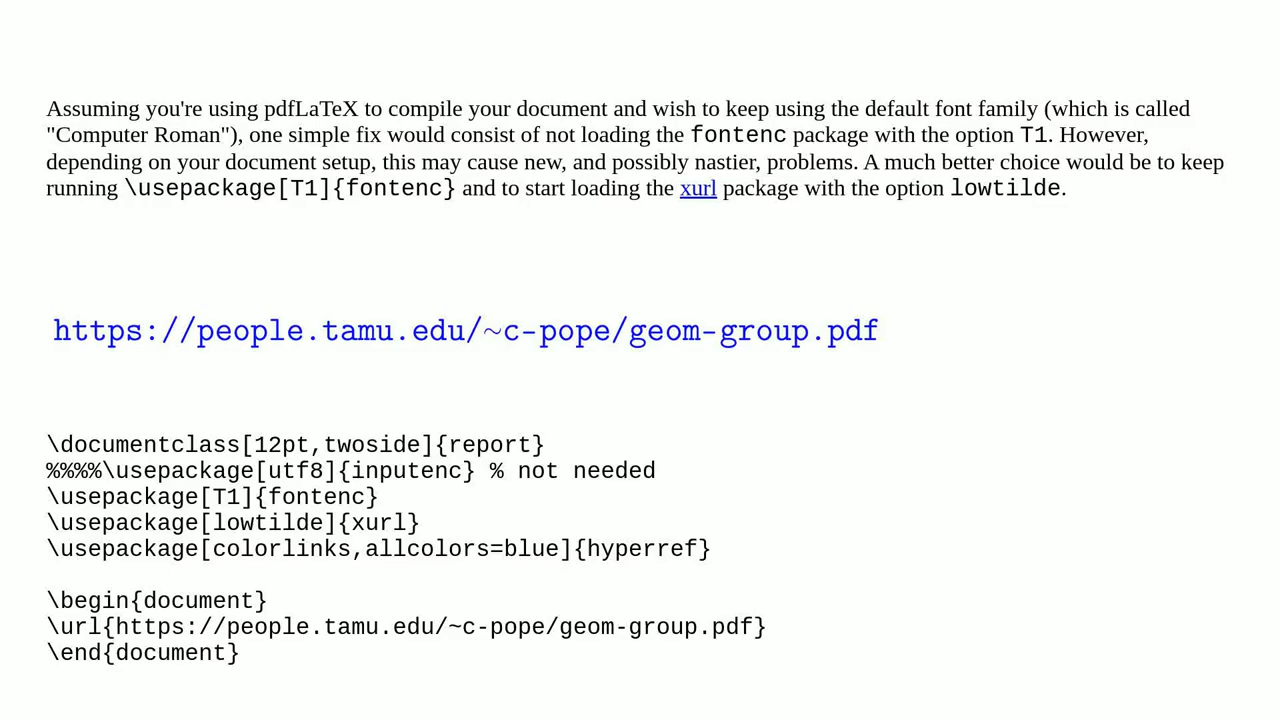 Assuming you're using pdfLaTeX to compile your document and wish to keep using the default font family (which is called
"Computer Roman"), one simple fix would consist of not loading the fontenc package with the option T1. However,
depending on your document setup, this may cause new, and possibly nastier, problems. A much better choice would be to keep
running \usepackage[T1]{fontenc} and to start loading the xurl package with the option lowtilde.
https://people.tamu.edu/~c-pope/geom-group.pdf
\documentclass[12pt,twoside]{report}
%%%%\usepackage[utf8]{inputenc} % not needed
\usepackage[T1]{fontenc}
\usepackage[lowtilde]{xurl}
\usepackage[colorlinks,allcolors=blue]{hyperref}
\begin{document}
\url{https://people.tamu.edu/~c-pope/geom-group.pdf}
\end{document}